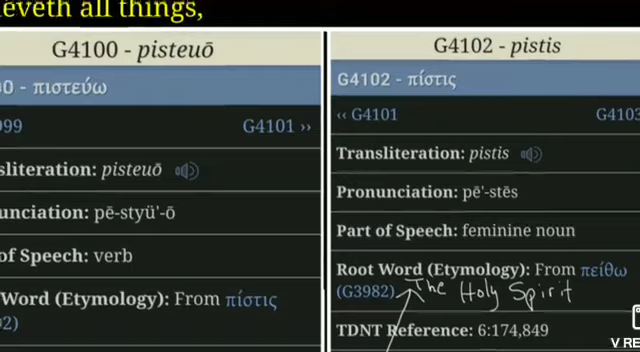 eveth all things,
G4100 - pisteuō
0 - πιστεύω
999
G4101 ››
sliteration: pisteuō
unciation: pē-styü'-ō
of Speech: verb
Word (Etymology): From πίστις
02)
G4102 - pistis
G4102 - πίστις
‹‹ G4101
G4103
Transliteration: pistis
Pronunciation: pē'-stēs
Part of Speech: feminine noun
Root Word (Etymology): From πείθω
(G3982)
The Holy Spirit
TDNT Reference: 6:174,849
V RE